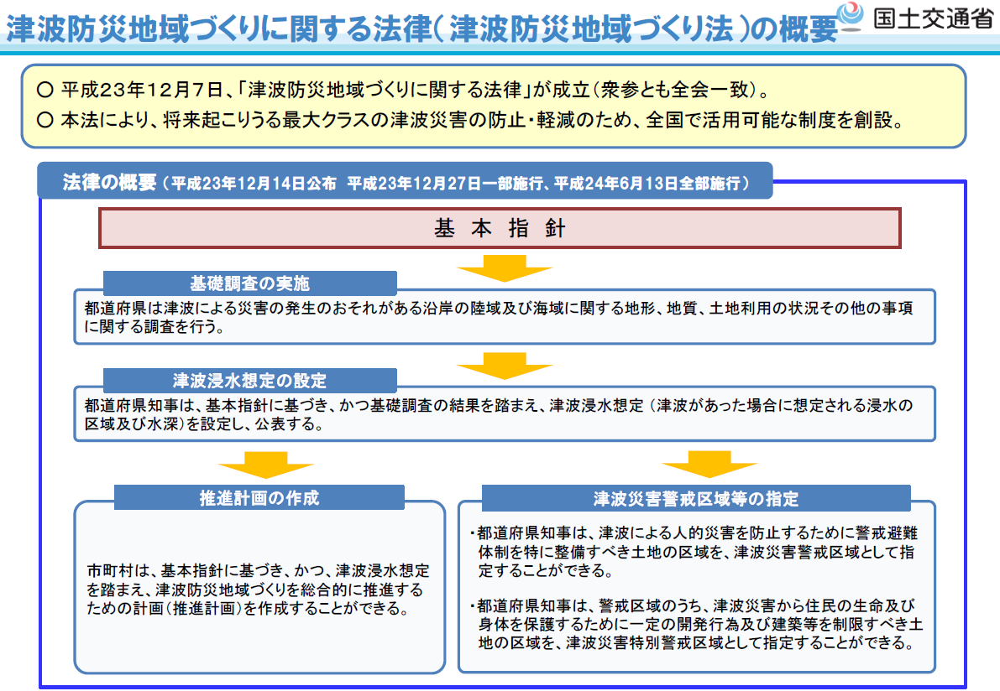 津波防災地域づくりに関する法律（津波防災地域づくり法）の概要
国土交通省
○ 平成２３年１２月７日、「津波防災地域づくりに関する法律」が成立（衆参とも全会一致）。
○ 本法により、将来起こりうる最大クラスの津波災害の防止・軽減のため、全国で活用可能な制度を創設。
法律の概要（平成23年12月14日公布　平成23年12月27日一部施行、平成24年6月13日全部施行）
基　本　指　針
基礎調査の実施
都道府県は津波による災害の発生のおそれがある沿岸の陸域及び海域に関する地形、地質、土地利用の状況その他の事項
に関する調査を行う。
津波浸水想定の設定
都道府県知事は、基本指針に基づき、かつ基礎調査の結果を踏まえ、津波浸水想定（津波があった場合に想定される浸水の
区域及び水深）を設定し、公表する。
推進計画の作成
市町村は、基本指針に基づき、かつ、津波浸水想定
を踏まえ、津波防災地域づくりを総合的に推進する
ための計画（推進計画）を作成することができる。
津波災害警戒区域等の指定
・都道府県知事は、津波による人的災害を防止するために警戒避難
体制を特に整備すべき土地の区域を、津波災害警戒区域として指
定することができる。
・都道府県知事は、警戒区域のうち、津波災害から住民の生命及び
身体を保護するために一定の開発行為及び建築等を制限すべき土
地の区域を、津波災害特別警戒区域として指定することができる。